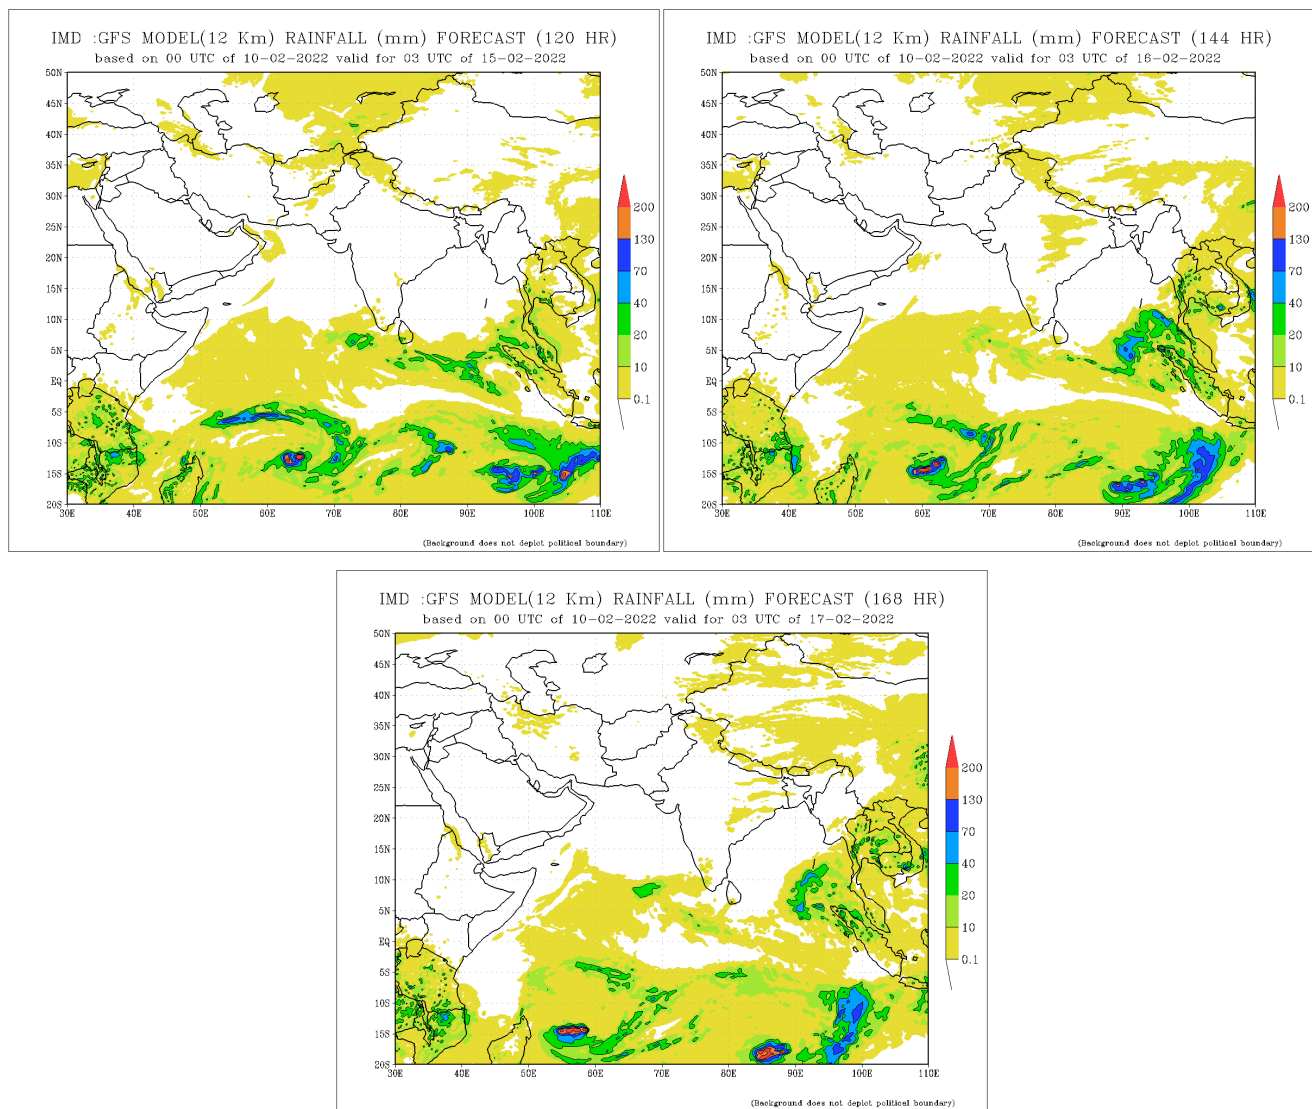 IMD :GFS MODEL(12 Km) RAINFALL (mm) FORECAST (120 HR)
based on 00 UTC of 10-02-2022 valid for 03 UTC of 15-02-2022
50N
45N
40N
35N
30N
25N
20N
15N
10N
5N
EQ
5S
10S
15S
20S
30E 40E 50E 60E 70E 80E 90E 100E 110E
200
130
70
40
20
10
0.1
(Background does not depict political boundary)
IMD :GFS MODEL(12 Km) RAINFALL (mm) FORECAST (144 HR)
based on 00 UTC of 10-02-2022 valid for 03 UTC of 16-02-2022
50N
45N
40N
35N
30N
25N
20N
15N
10N
5N
EQ
5S
10S
15S
20S
30E 40E 50E 60E 70E 80E 90E 100E 110E
200
130
70
40
20
10
0.1
(Background does not depict political boundary)
IMD :GFS MODEL(12 Km) RAINFALL (mm) FORECAST (168 HR)
based on 00 UTC of 10-02-2022 valid for 03 UTC of 17-02-2022
50N
45N
40N
35N
30N
25N
20N
15N
10N
5N
EQ
5S
10S
15S
20S
30E 40E 50E 60E 70E 80E 90E 100E 110E
200
130
70
40
20
10
0.1
(Background does not depict political boundary)